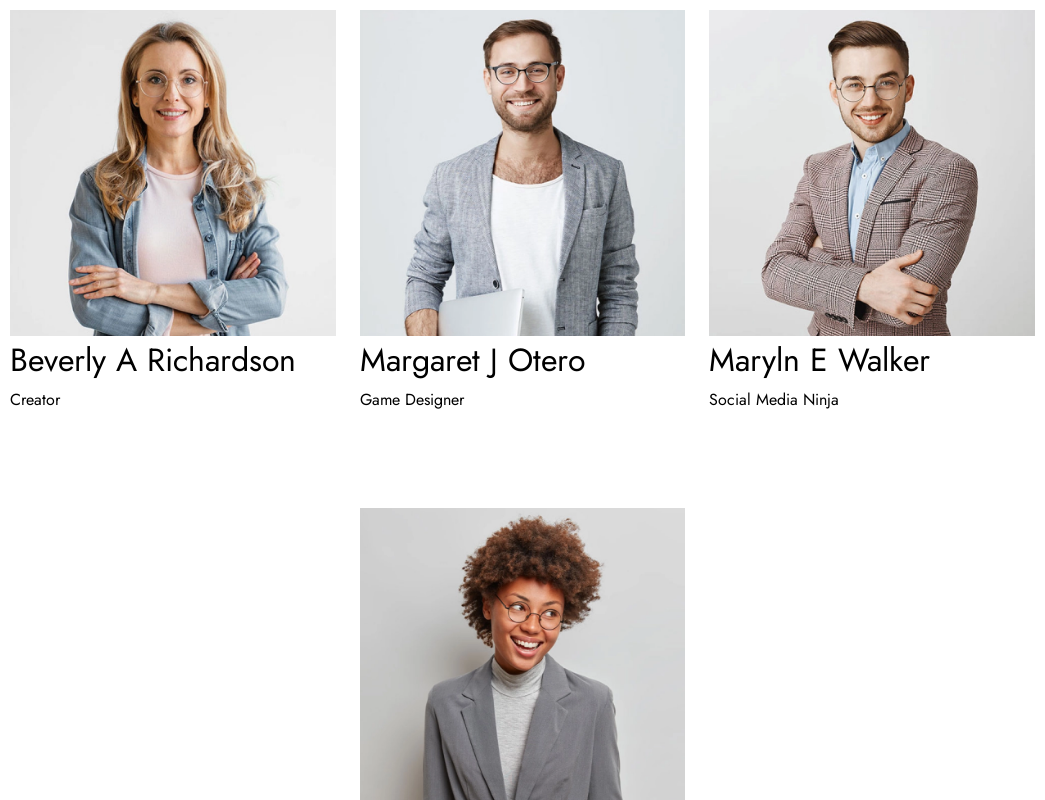 Beverly A Richardson
Creator
Margaret J Otero
Game Designer
Maryln E Walker
Social Media Ninja